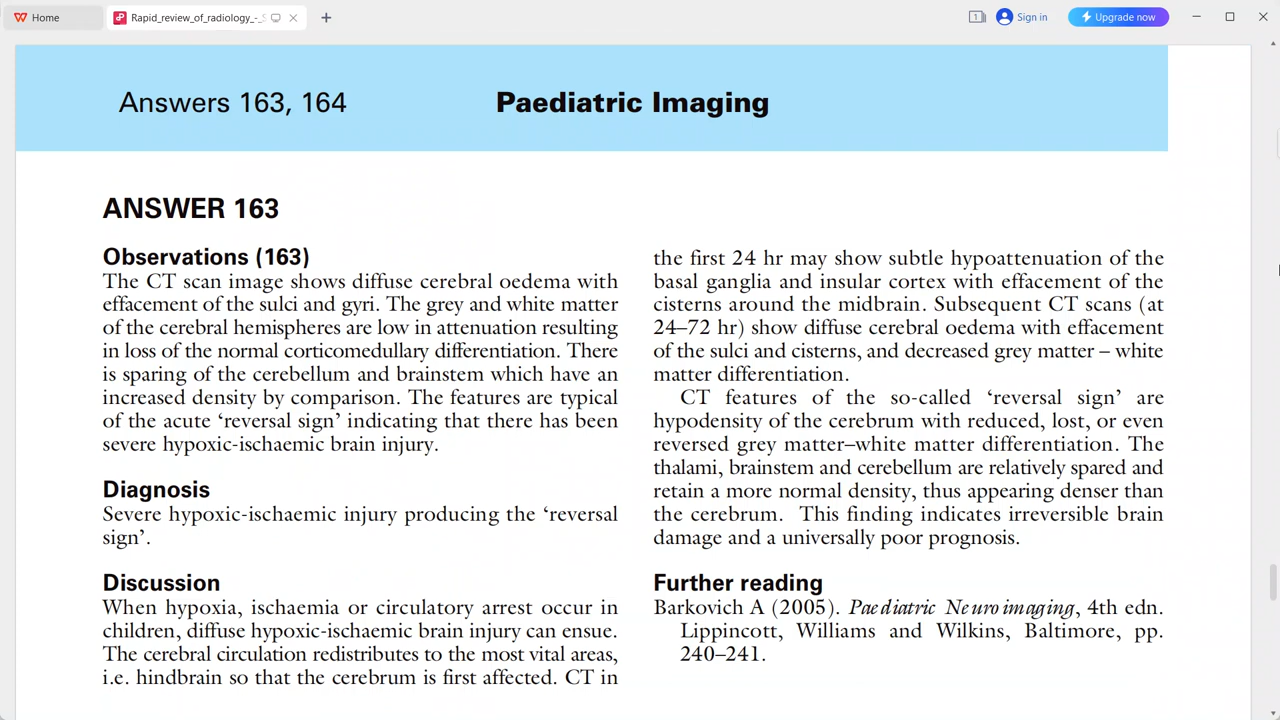 Home
Rapid_review_of_radiology_-_S
1
Sign in
Upgrade now
Answers 163, 164
Paediatric Imaging
ANSWER 163
Observations (163)
The CT scan image shows diffuse cerebral oedema with
effacement of the sulci and gyri. The grey and white matter
of the cerebral hemispheres are low in attenuation resulting
in loss of the normal corticomedullary differentiation. There
is sparing of the cerebellum and brainstem which have an
increased density by comparison. The features are typical
of the acute ‘reversal sign’ indicating that there has been
severe hypoxic-ischaemic brain injury.
Diagnosis
Severe hypoxic-ischaemic injury producing the ‘reversal
sign’.
Discussion
When hypoxia, ischaemia or circulatory arrest occur in
children, diffuse hypoxic-ischaemic brain injury can ensue.
The cerebral circulation redistributes to the most vital areas,
i.e. hindbrain so that the cerebrum is first affected. CT in
the first 24 hr may show subtle hypoattenuation of the
basal ganglia and insular cortex with effacement of the
cisterns around the midbrain. Subsequent CT scans (at
24–72 hr) show diffuse cerebral oedema with effacement
of the sulci and cisterns, and decreased grey matter – white
matter differentiation.
CT features of the so-called ‘reversal sign’ are
hypodensity of the cerebrum with reduced, lost, or even
reversed grey matter–white matter differentiation. The
thalami, brainstem and cerebellum are relatively spared and
retain a more normal density, thus appearing denser than
the cerebrum. This finding indicates irreversible brain
damage and a universally poor prognosis.
Further reading
Barkovich A (2005). Paediatric Neuroimaging, 4th edn.
Lippincott, Williams and Wilkins, Baltimore, pp.
240–241.